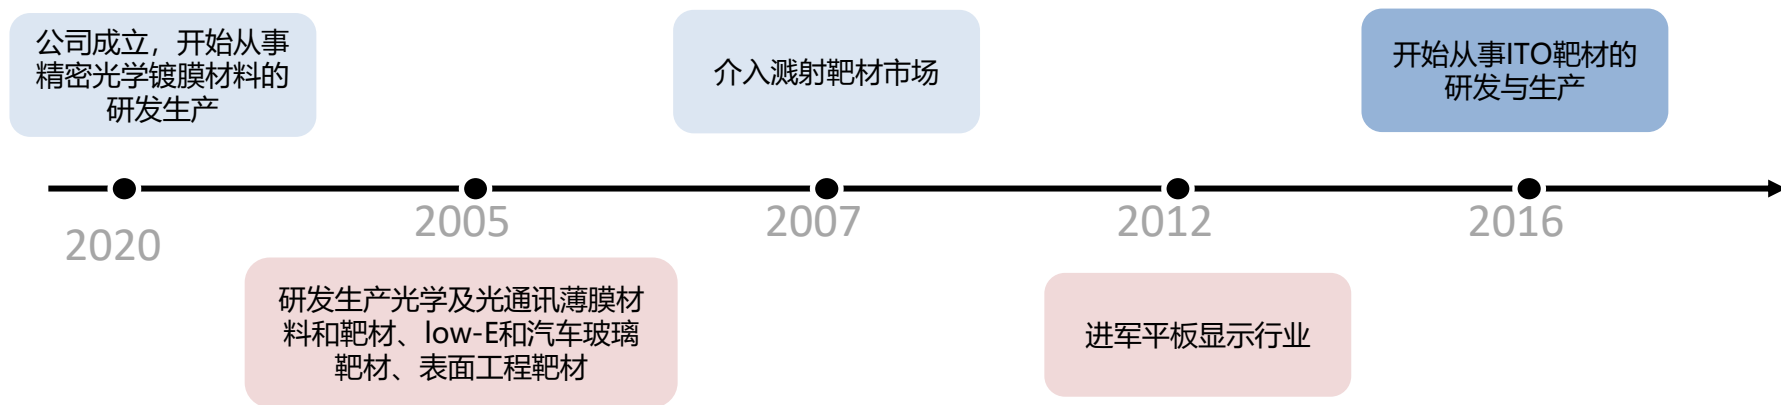 公司成立，开始从事
精密光学镀膜材料的
研发生产
介入溅射靶材市场
开始从事ITO靶材的
研发与生产
2020
2005
2007
2012
2016
研发生产光学及光通讯薄膜材
料和靶材、low-E和汽车玻璃
靶材、表面工程靶材
进军平板显示行业